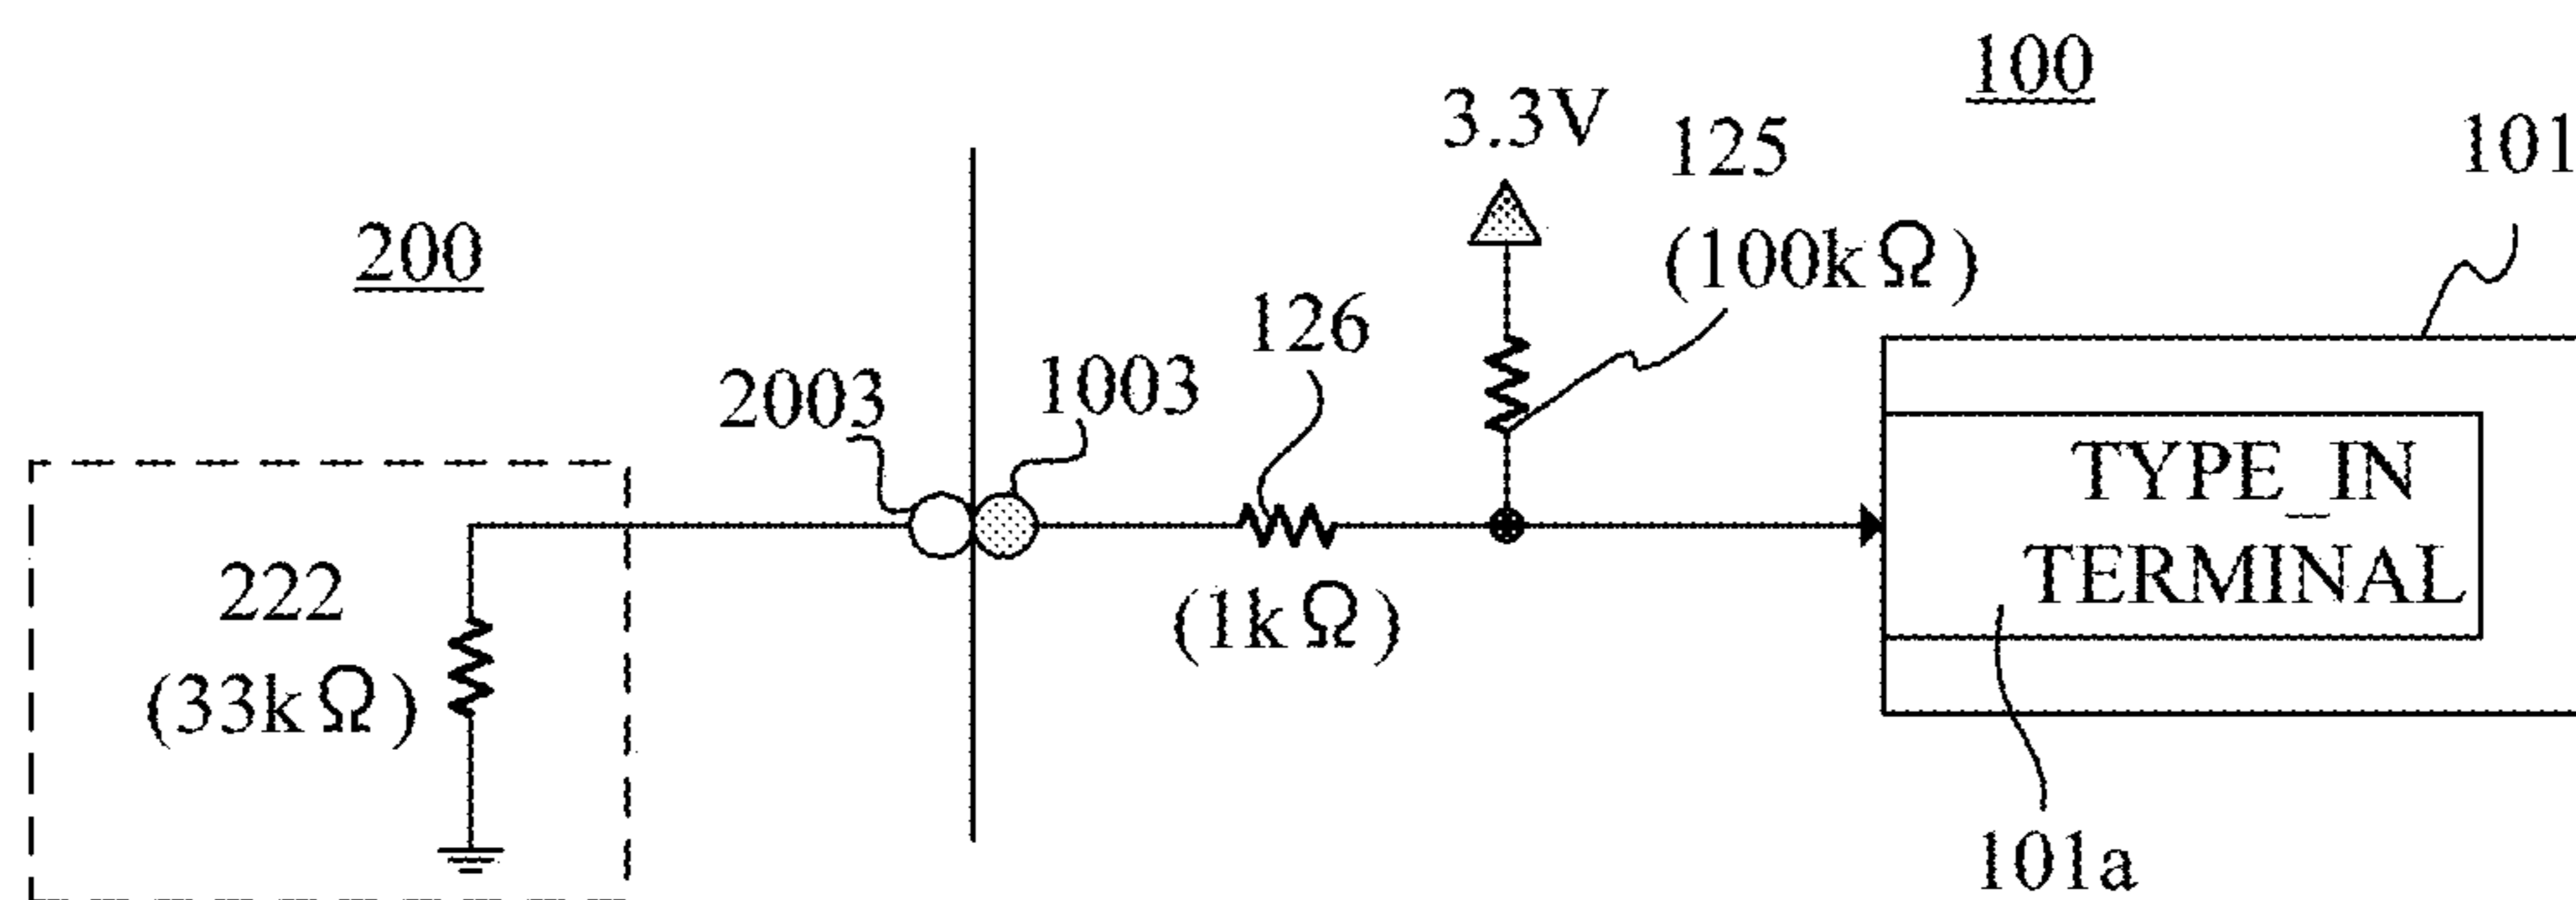 100
3.3V
125
(100kΩ)
101
200
126
2003
1003
TYPE_IN
TERMINAL
222
(33kΩ)
(1kΩ)
101a